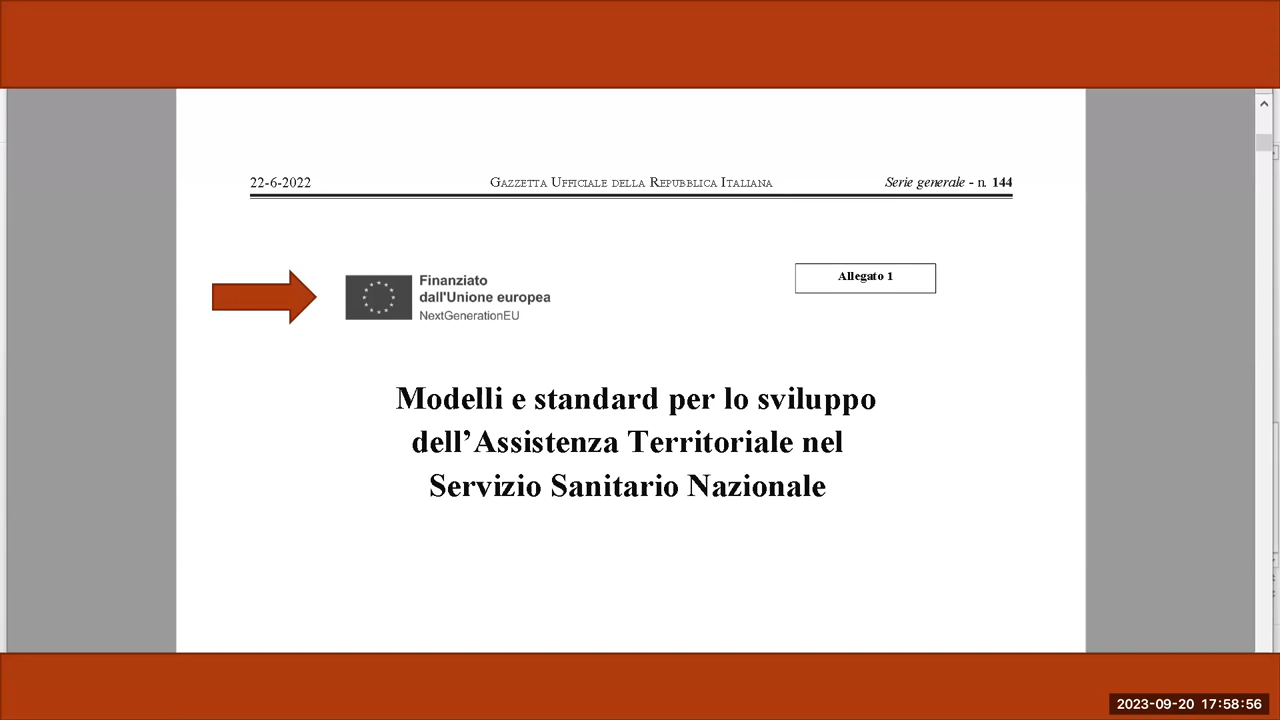 22-6-2022 GAZZETTA UFFICIALE DELLA REPUBBLICA ITALIANA Serie generale - n. 144
Finanziato
dall'Unione europea
NextGenerationEU
Allegato 1
Modelli e standard per lo sviluppo
dell’Assistenza Territoriale nel
Servizio Sanitario Nazionale
2023-09-20 17:58:56